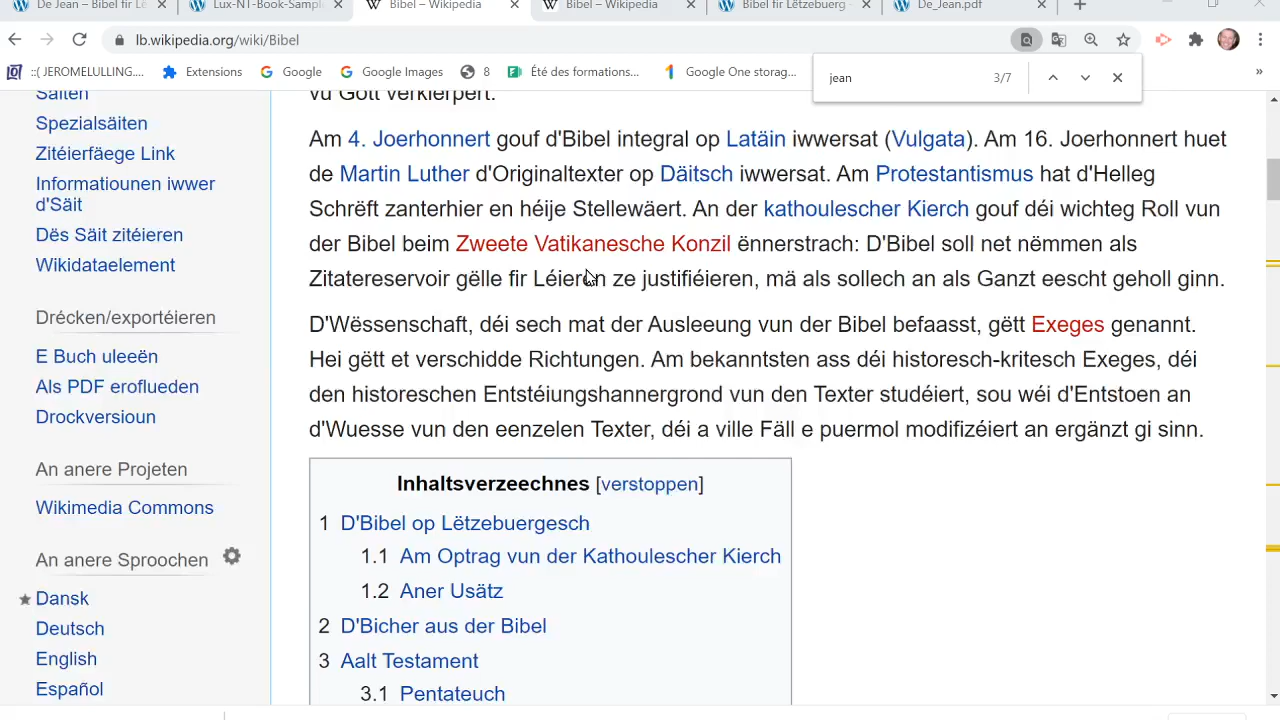 De Jean – Bibel fir Lë
Lux-NT-Book-Sampl
Bibel – Wikipedia
Bibel – Wikipedia
Bibel fir Lëtzebuerg
De_Jean.pdf
lb.wikipedia.org/wiki/Bibel
::( JEROMELULLING....
Extensions
Google
Google Images
8
Été des formations...
Google One storag...
»
jean
3/7
Saiten
Spezialsäiten
Zitéierfäege Link
Informatiounen iwwer
d'Säit
Dës Säit zitéieren
Wikidataelement
Drécken/exportéieren
E Buch uleeën
Als PDF eroflueden
Drockversioun
An anere Projeten
Wikimedia Commons
An anere Sproochen
Dansk
Deutsch
English
Español
vu Gott verkierpert.
Am 4. Joerhonnert gouf d'Bibel integral op Latäin iwwersat (Vulgata). Am 16. Joerhonnert huet
de Martin Luther d'Originaltexter op Däitsch iwwersat. Am Protestantismus hat d'Helleg
Schrëft zanterhier en héije Stellewäert. An der kathoulescher Kierch gouf déi wichteg Roll vun
der Bibel beim Zweete Vatikanesche Konzil ënnerstrach: D'Bibel soll net nëmmen als
Zitatereservoir gëlle fir Léieren ze justifiéieren, mä als sollech an als Ganzt eescht geholl ginn.
D'Wëssenschaft, déi sech mat der Ausleeung vun der Bibel befaasst, gëtt Exeges genannt.
Hei gëtt et verschidde Richtungen. Am bekanntsten ass déi historesch-kritesch Exeges, déi
den historeschen Entstéiungshannergrond vun den Texter studéiert, sou wéi d'Entstoen an
d'Wuesse vun den eenzelen Texter, déi a ville Fäll e puermol modifizéiert an ergänzt gi sinn.
Inhaltsverzeechnes [verstoppen]
1 D'Bibel op Lëtzebuergesch
1.1 Am Optrag vun der Kathoulescher Kierch
1.2 Aner Usätz
2 D'Bicher aus der Bibel
3 Aalt Testament
3.1 Pentateuch